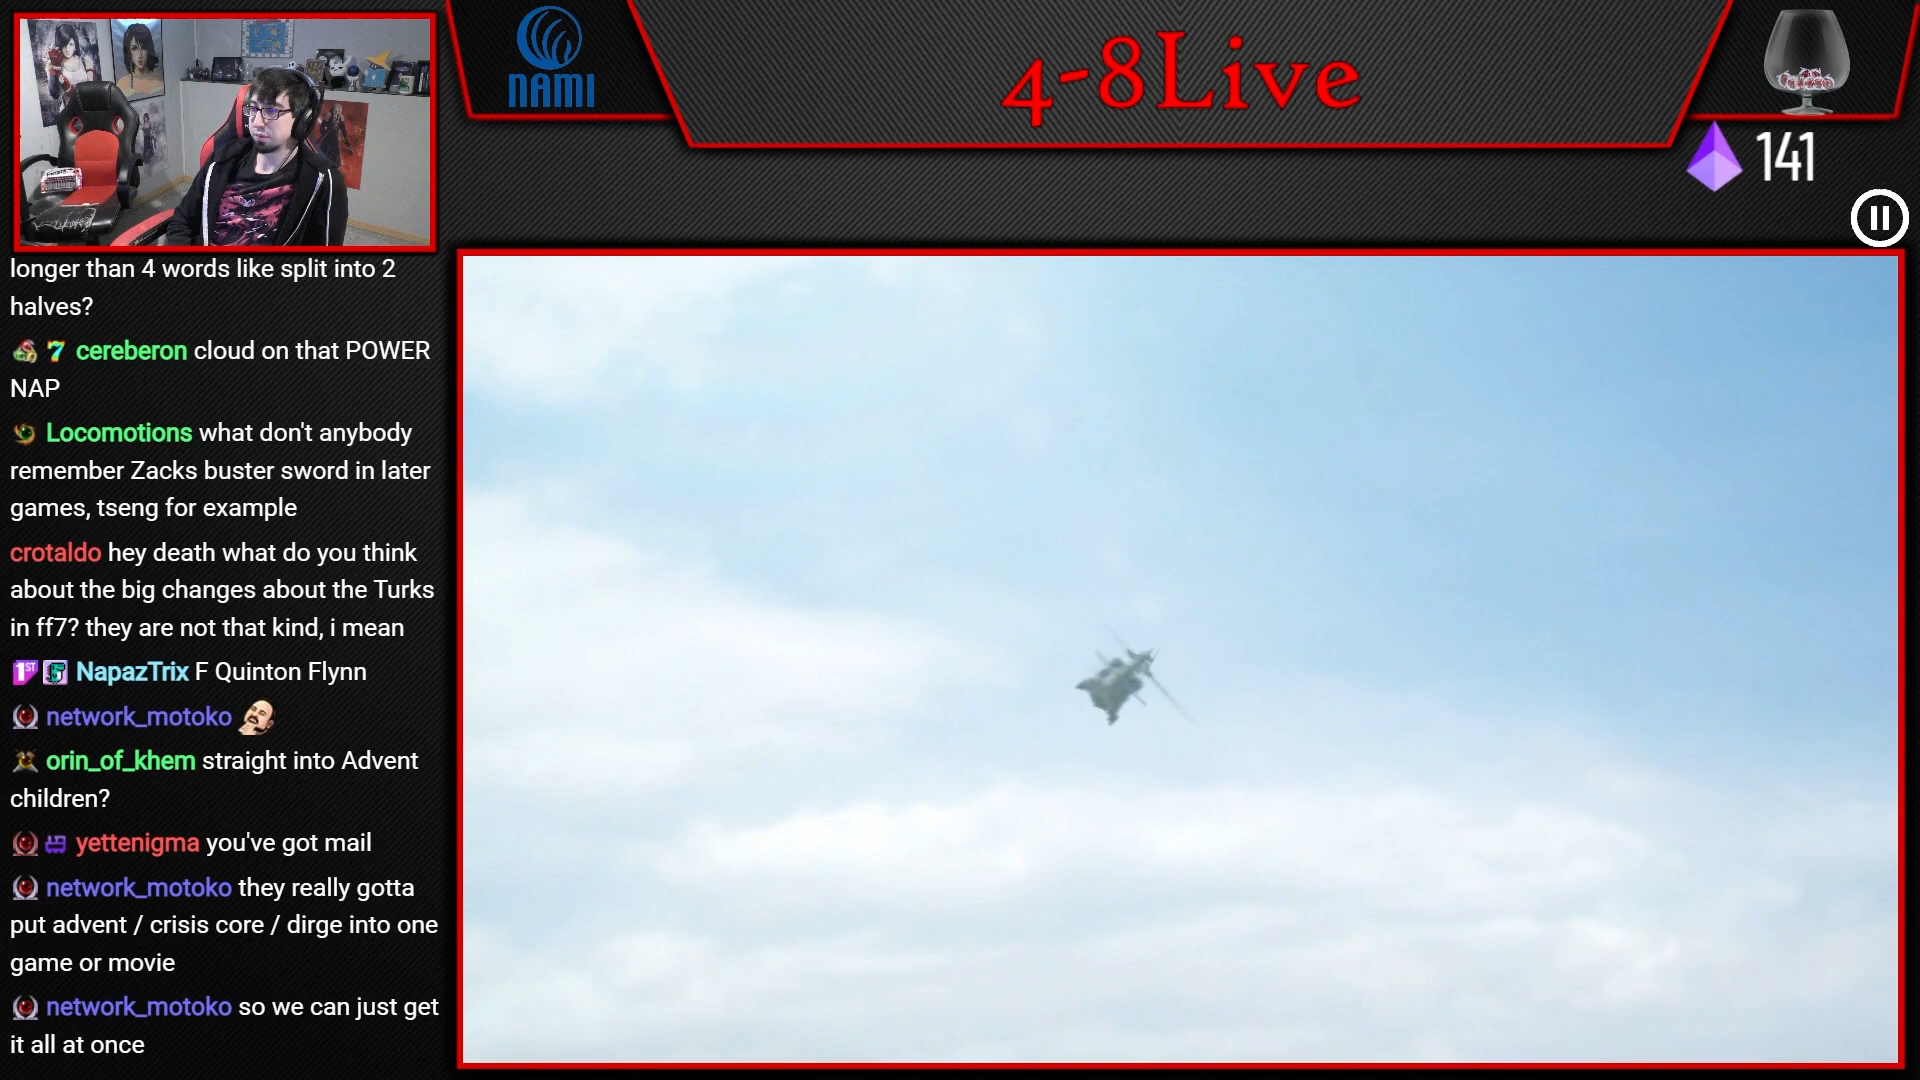 NAMI
4-8Live
141
longer than 4 words like split into 2
halves?
cereberon cloud on that POWER
NAP
Locomotions what don't anybody
remember Zacks buster sword in later
games, tseng for example
crotaldo hey death what do you think
about the big changes about the Turks
in ff7? they are not that kind, i mean
1ST NapazTrix F Quinton Flynn
network_motoko
orin_of_khem straight into Advent
children?
yettenigma you've got mail
network_motoko they really gotta
put advent / crisis core / dirge into one
game or movie
network_motoko so we can just get
it all at once